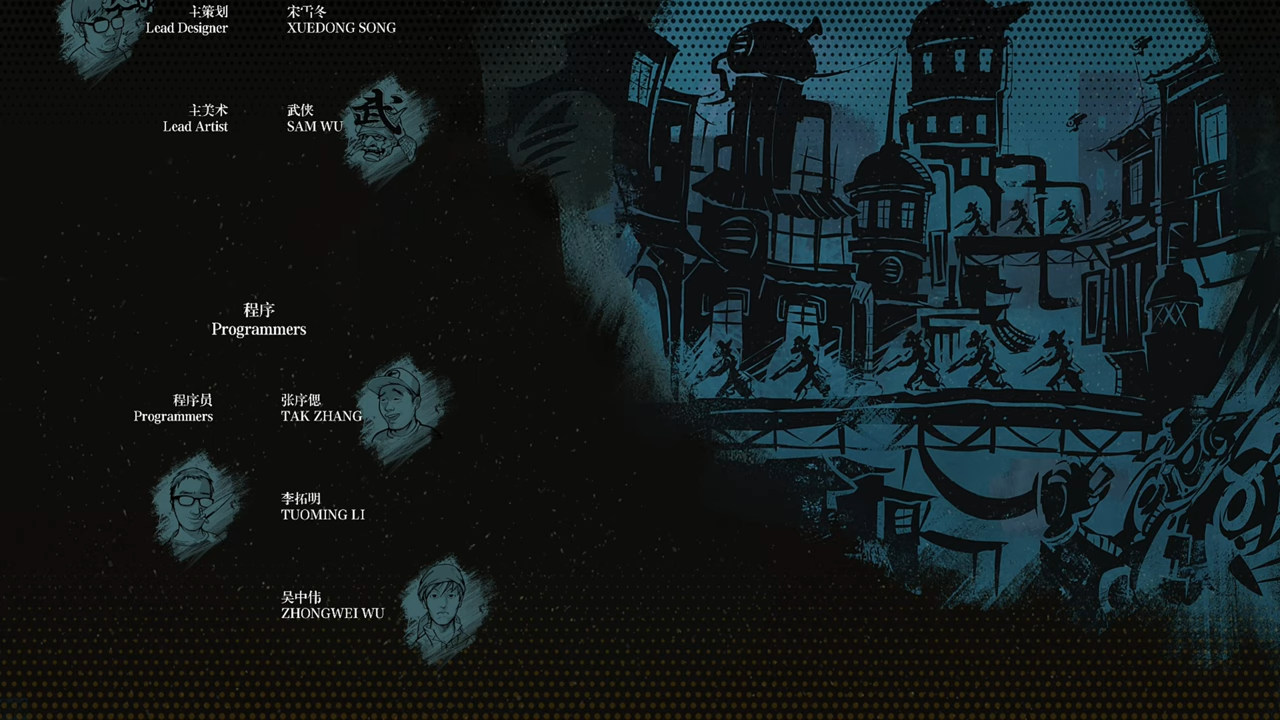 主策划
Lead Designer
宋雪冬
XUEDONG SONG
主美术
Lead Artist
武侠
SAM WU
武
程序
Programmers
程序员
Programmers
张序偲
TAK ZHANG
李拓明
TUOMING LI
吴中伟
ZHONGWEI WU